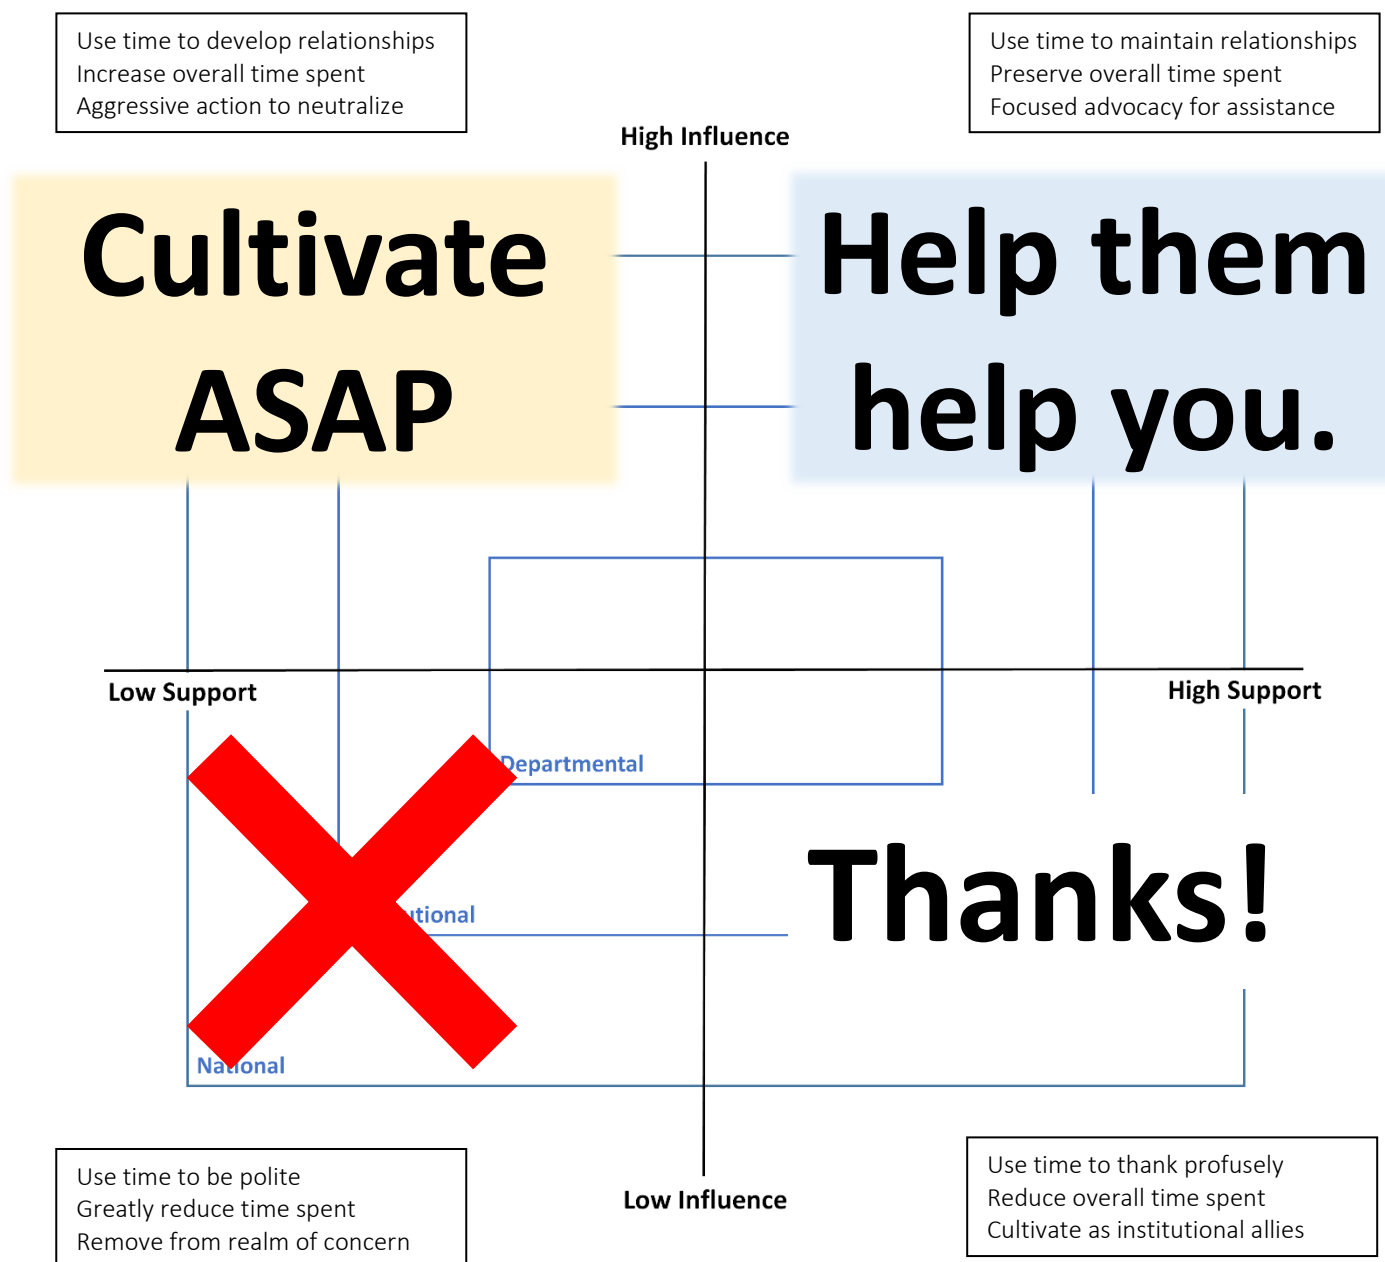 Use time to develop relationships
Increase overall time spent
Aggressive action to neutralize
Use time to maintain relationships
Preserve overall time spent
Focused advocacy for assistance
High Influence
Cultivate
ASAP
Help them
help you.
Low Support
High Support
Departmental
utional
Thanks!
National
Use time to be polite
Greatly reduce time spent
Remove from realm of concern
Low Influence
Use time to thank profusely
Reduce overall time spent
Cultivate as institutional allies